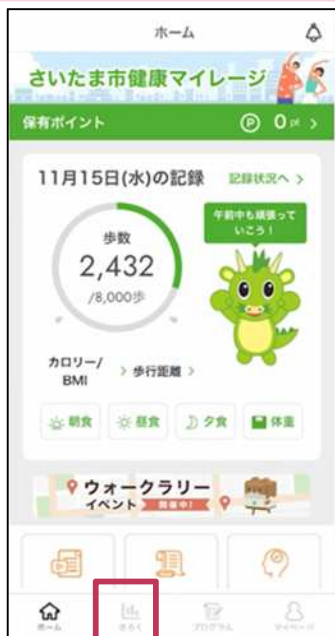 ホーム
さいたま市健康マイレージ
保有ポイント
P 0 pt >
11月15日(水)の記録
記録状況へ >
午前中も頑張って
いこう!
歩数
2,432
/8,000歩
カロリー/
BMI
> 歩行距離 >
朝食
昼食
夕食
体重
ウォークラリー
イベント 開催中!
ホーム
きろく
プログラム
マイページ